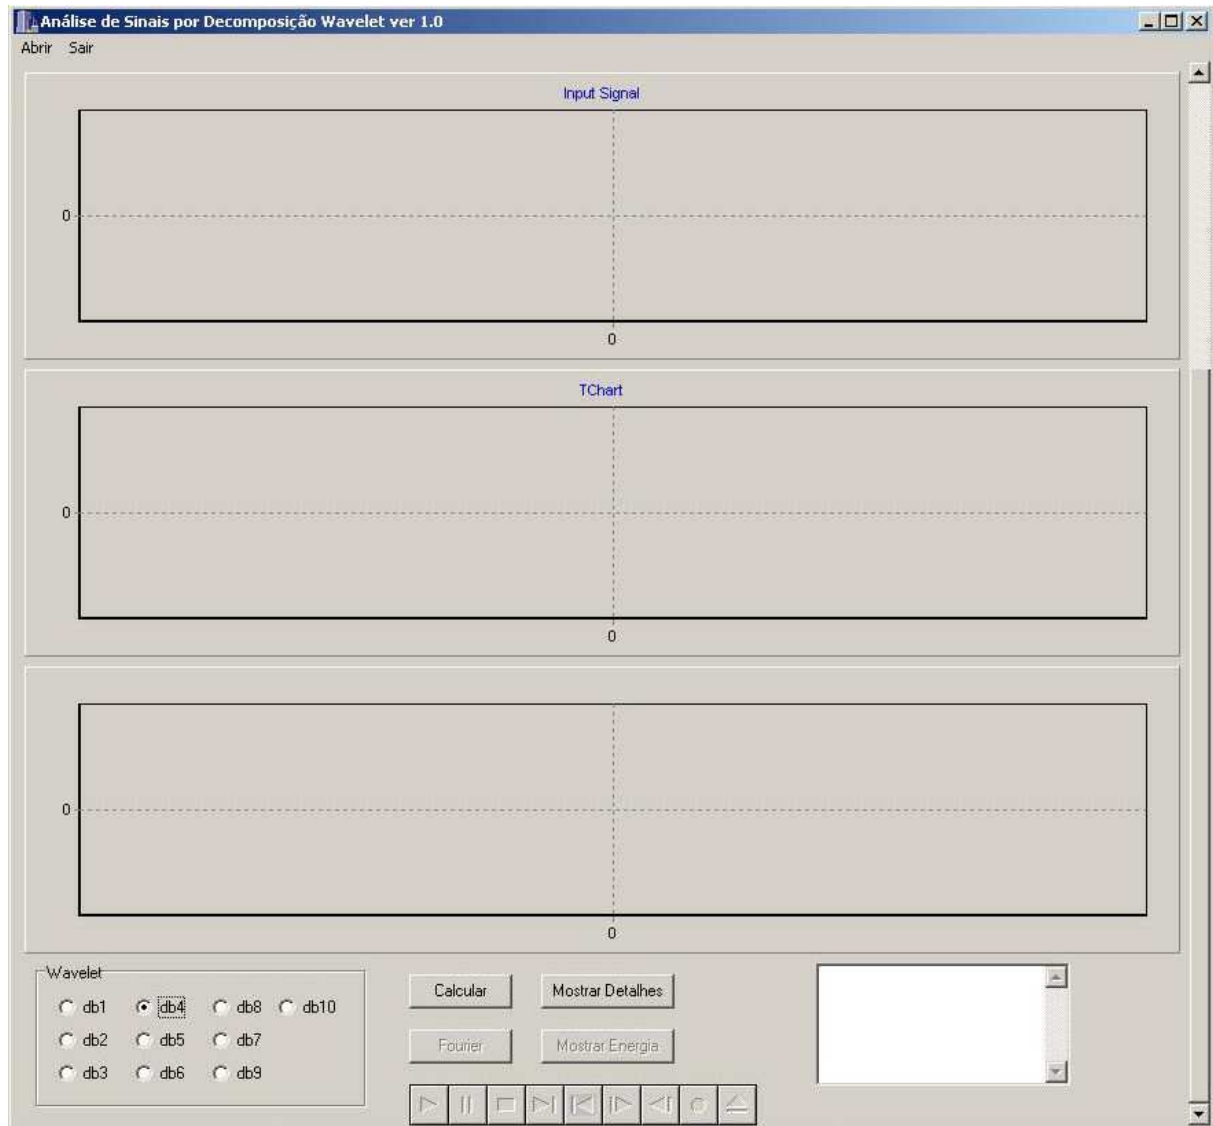 Análise de Sinais por Decomposição Wavelet ver 1.0
Abrir Sair
Input Signal
0
0
TChart
0
0
0
0
Wavelet
db1 db4 db8 db10
db2 db5 db7
db3 db6 db9
Calcular Mostrar Detalhes
Fourier Mostrar Energia